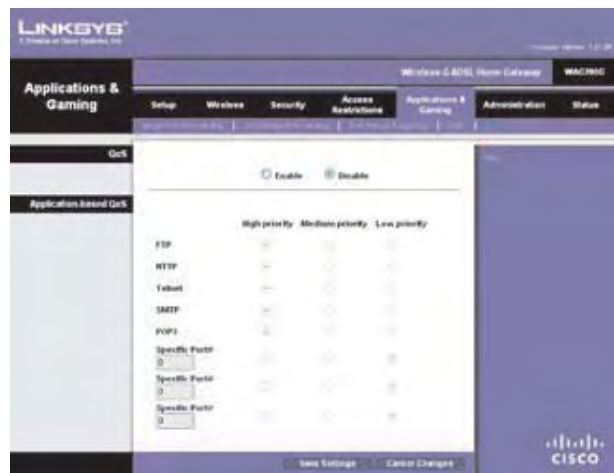 LINKSYS®
A Division of Cisco Systems, Inc.
Wireless-G ADSL Home Gateway
Applications & Gaming
Setup
Wireless
Security
Access Restrictions
Applications & Gaming
Administration
Status
QoS
Enable
Disable
Application-based QoS
High priority Medium priority Low priority
FTP
HTTP
Telnet
SMTP
POP3
Specific Port#
0
Specific Port#
0
Specific Port#
0
Save Settings
Cancel Changes
CISCO